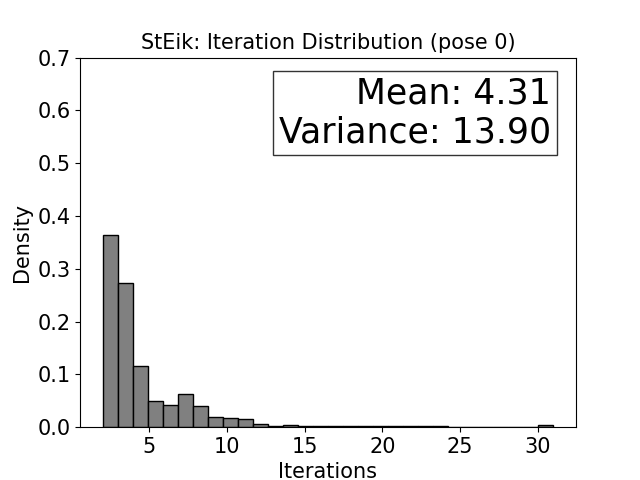 StEik: Iteration Distribution (pose 0)
Mean: 4.31
Variance: 13.90
Density
0.7
0.6
0.5
0.4
0.3
0.2
0.1
0.0
5 10 15 20 25 30
Iterations